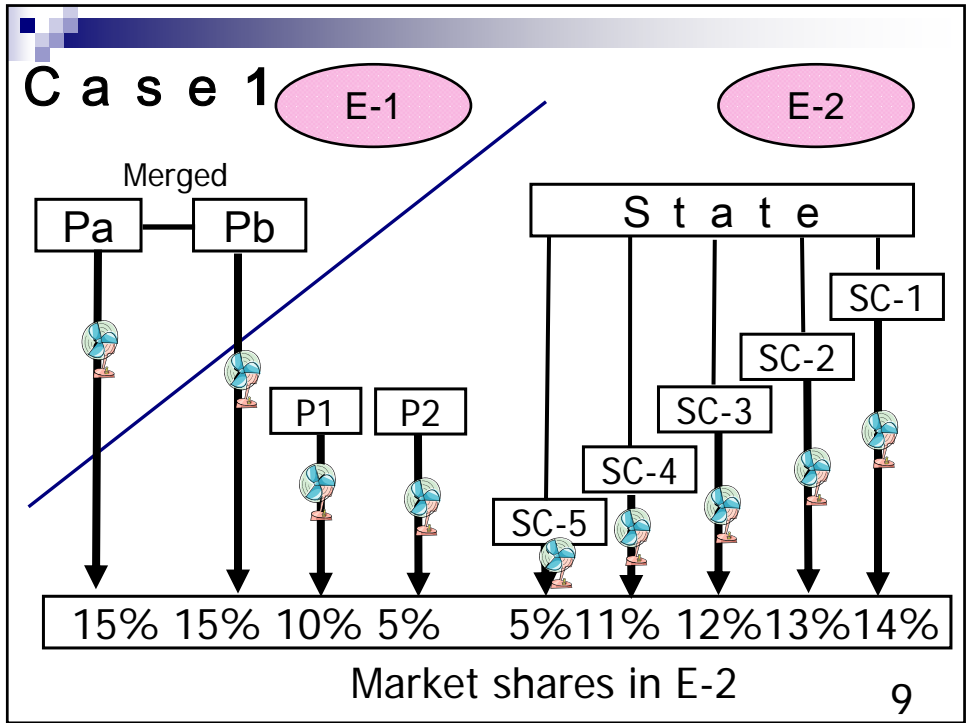 Case 1
E-1
E-2
Merged
Pa
Pb
State
SC-1
SC-2
P1
P2
SC-3
SC-4
SC-5
15% 15% 10% 5% 5% 11% 12% 13% 14%
Market shares in E-2
9